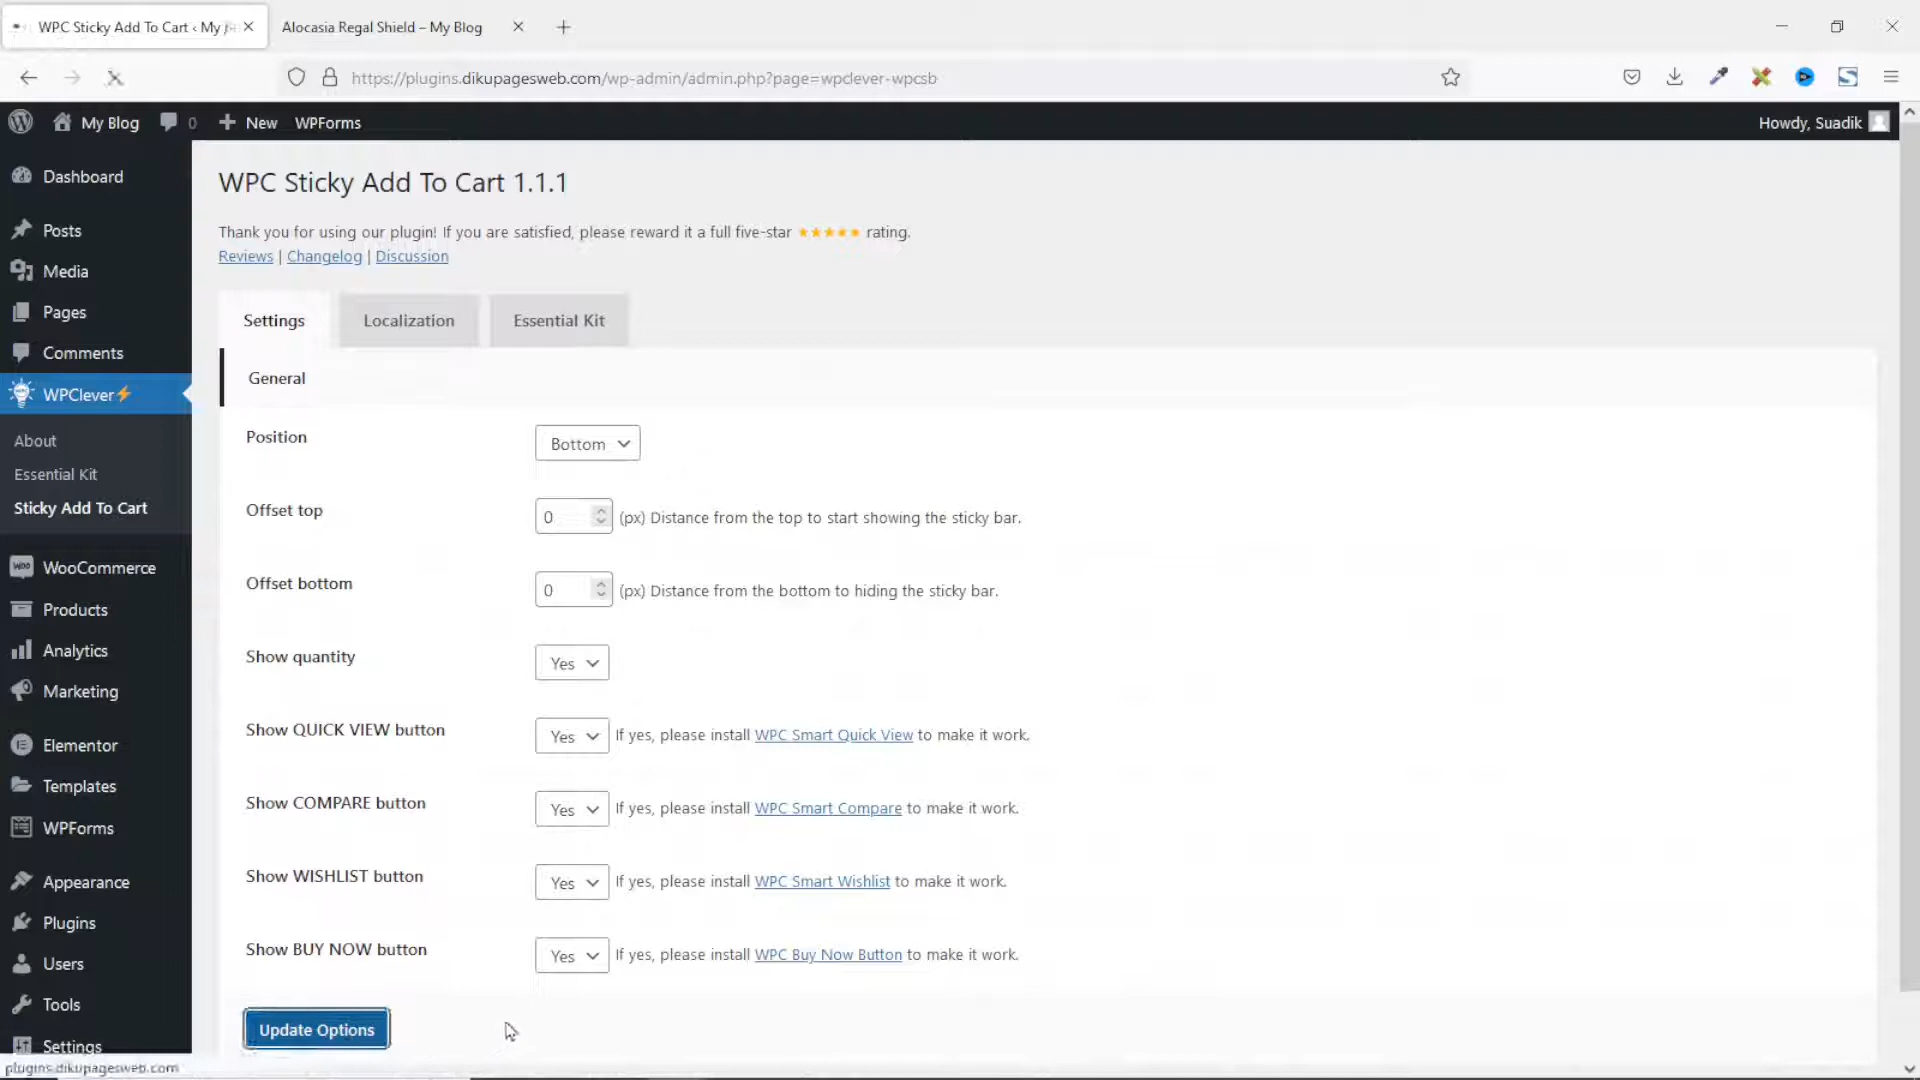 WPC Sticky Add To Cart ‹ My
Alocasia Regal Shield – My Blog
https://plugins.dikupagesweb.com/wp-admin/admin.php?page=wpclever-wpcsb
My Blog
0
New
WPForms
Howdy, Suadik
Dashboard
Posts
Media
Pages
Comments
WPClever⚡
About
Essential Kit
Sticky Add To Cart
WooCommerce
Products
Analytics
Marketing
Elementor
Templates
WPForms
Appearance
Plugins
Users
Tools
Settings
WPC Sticky Add To Cart 1.1.1
Thank you for using our plugin! If you are satisfied, please reward it a full five-star ★★★★★ rating.
Reviews | Changelog | Discussion
Settings
Localization
Essential Kit
General
Position
Bottom
Offset top
0
(px) Distance from the top to start showing the sticky bar.
Offset bottom
0
(px) Distance from the bottom to hiding the sticky bar.
Show quantity
Yes
Show QUICK VIEW button
Yes
If yes, please install WPC Smart Quick View to make it work.
Show COMPARE button
Yes
If yes, please install WPC Smart Compare to make it work.
Show WISHLIST button
Yes
If yes, please install WPC Smart Wishlist to make it work.
Show BUY NOW button
Yes
If yes, please install WPC Buy Now Button to make it work.
Update Options
plugins.dikupagesweb.com